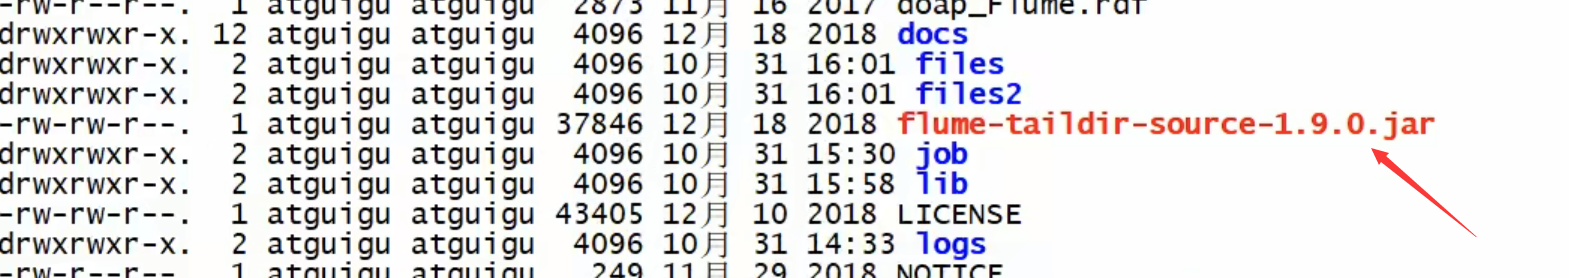 -rw-r--r--. 1 atguigu atguigu 2873 11月 16 2017 doap_Flume.rdf
drwxrwxr-x. 12 atguigu atguigu 4096 12月 18 2018 docs
drwxrwxr-x. 2 atguigu atguigu 4096 10月 31 16:01 files
drwxrwxr-x. 2 atguigu atguigu 4096 10月 31 16:01 files2
-rw-rw-r--. 1 atguigu atguigu 37846 12月 18 2018 flume-taildir-source-1.9.0.jar
drwxrwxr-x. 2 atguigu atguigu 4096 10月 31 15:30 job
drwxrwxr-x. 2 atguigu atguigu 4096 10月 31 15:58 lib
-rw-rw-r--. 1 atguigu atguigu 43405 12月 10 2018 LICENSE
drwxrwxr-x. 2 atguigu atguigu 4096 10月 31 14:33 logs
-rw-r--r--. 1 atguigu atguigu 249 11月 29 2018 NOTICE